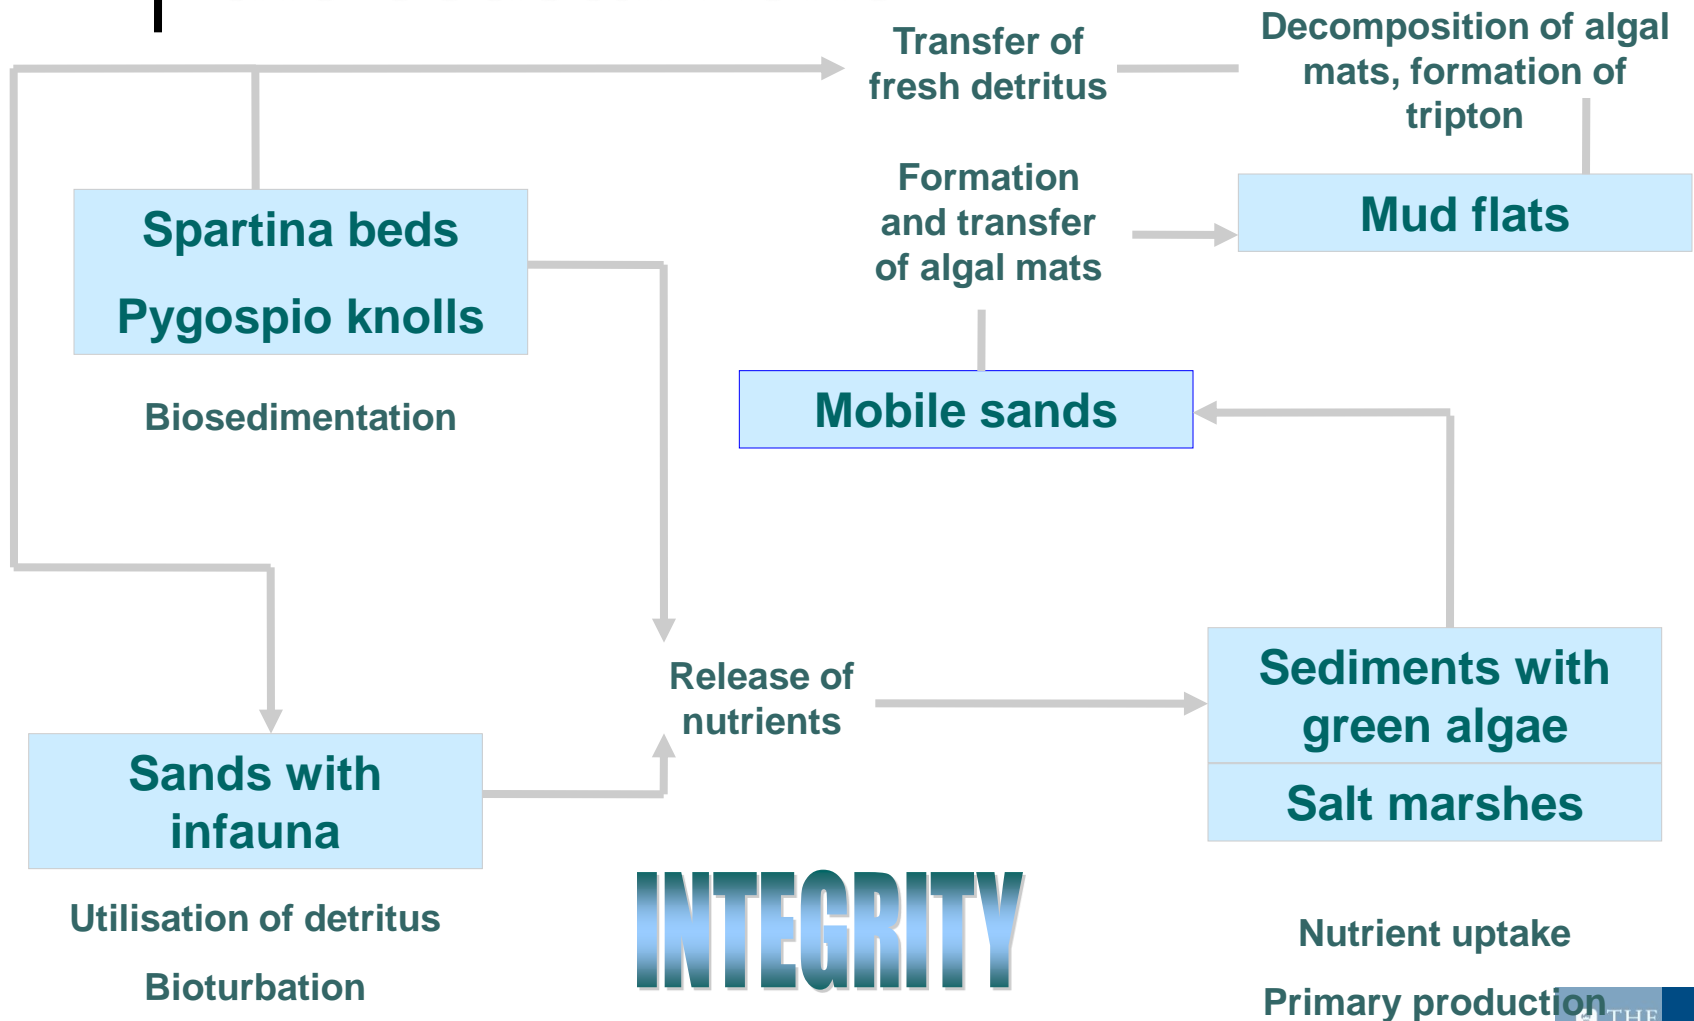 Transfer of
fresh detritus
Decomposition of algal
mats, formation of
tripton
Formation
and transfer
of algal mats
Mud flats
Spartina beds
Pygospio knolls
Biosedimentation
Mobile sands
Release of
nutrients
Sediments with
green algae
Salt marshes
Sands with
infauna
Utilisation of detritus
Bioturbation
INTEGRITY
Nutrient uptake
Primary production
THE